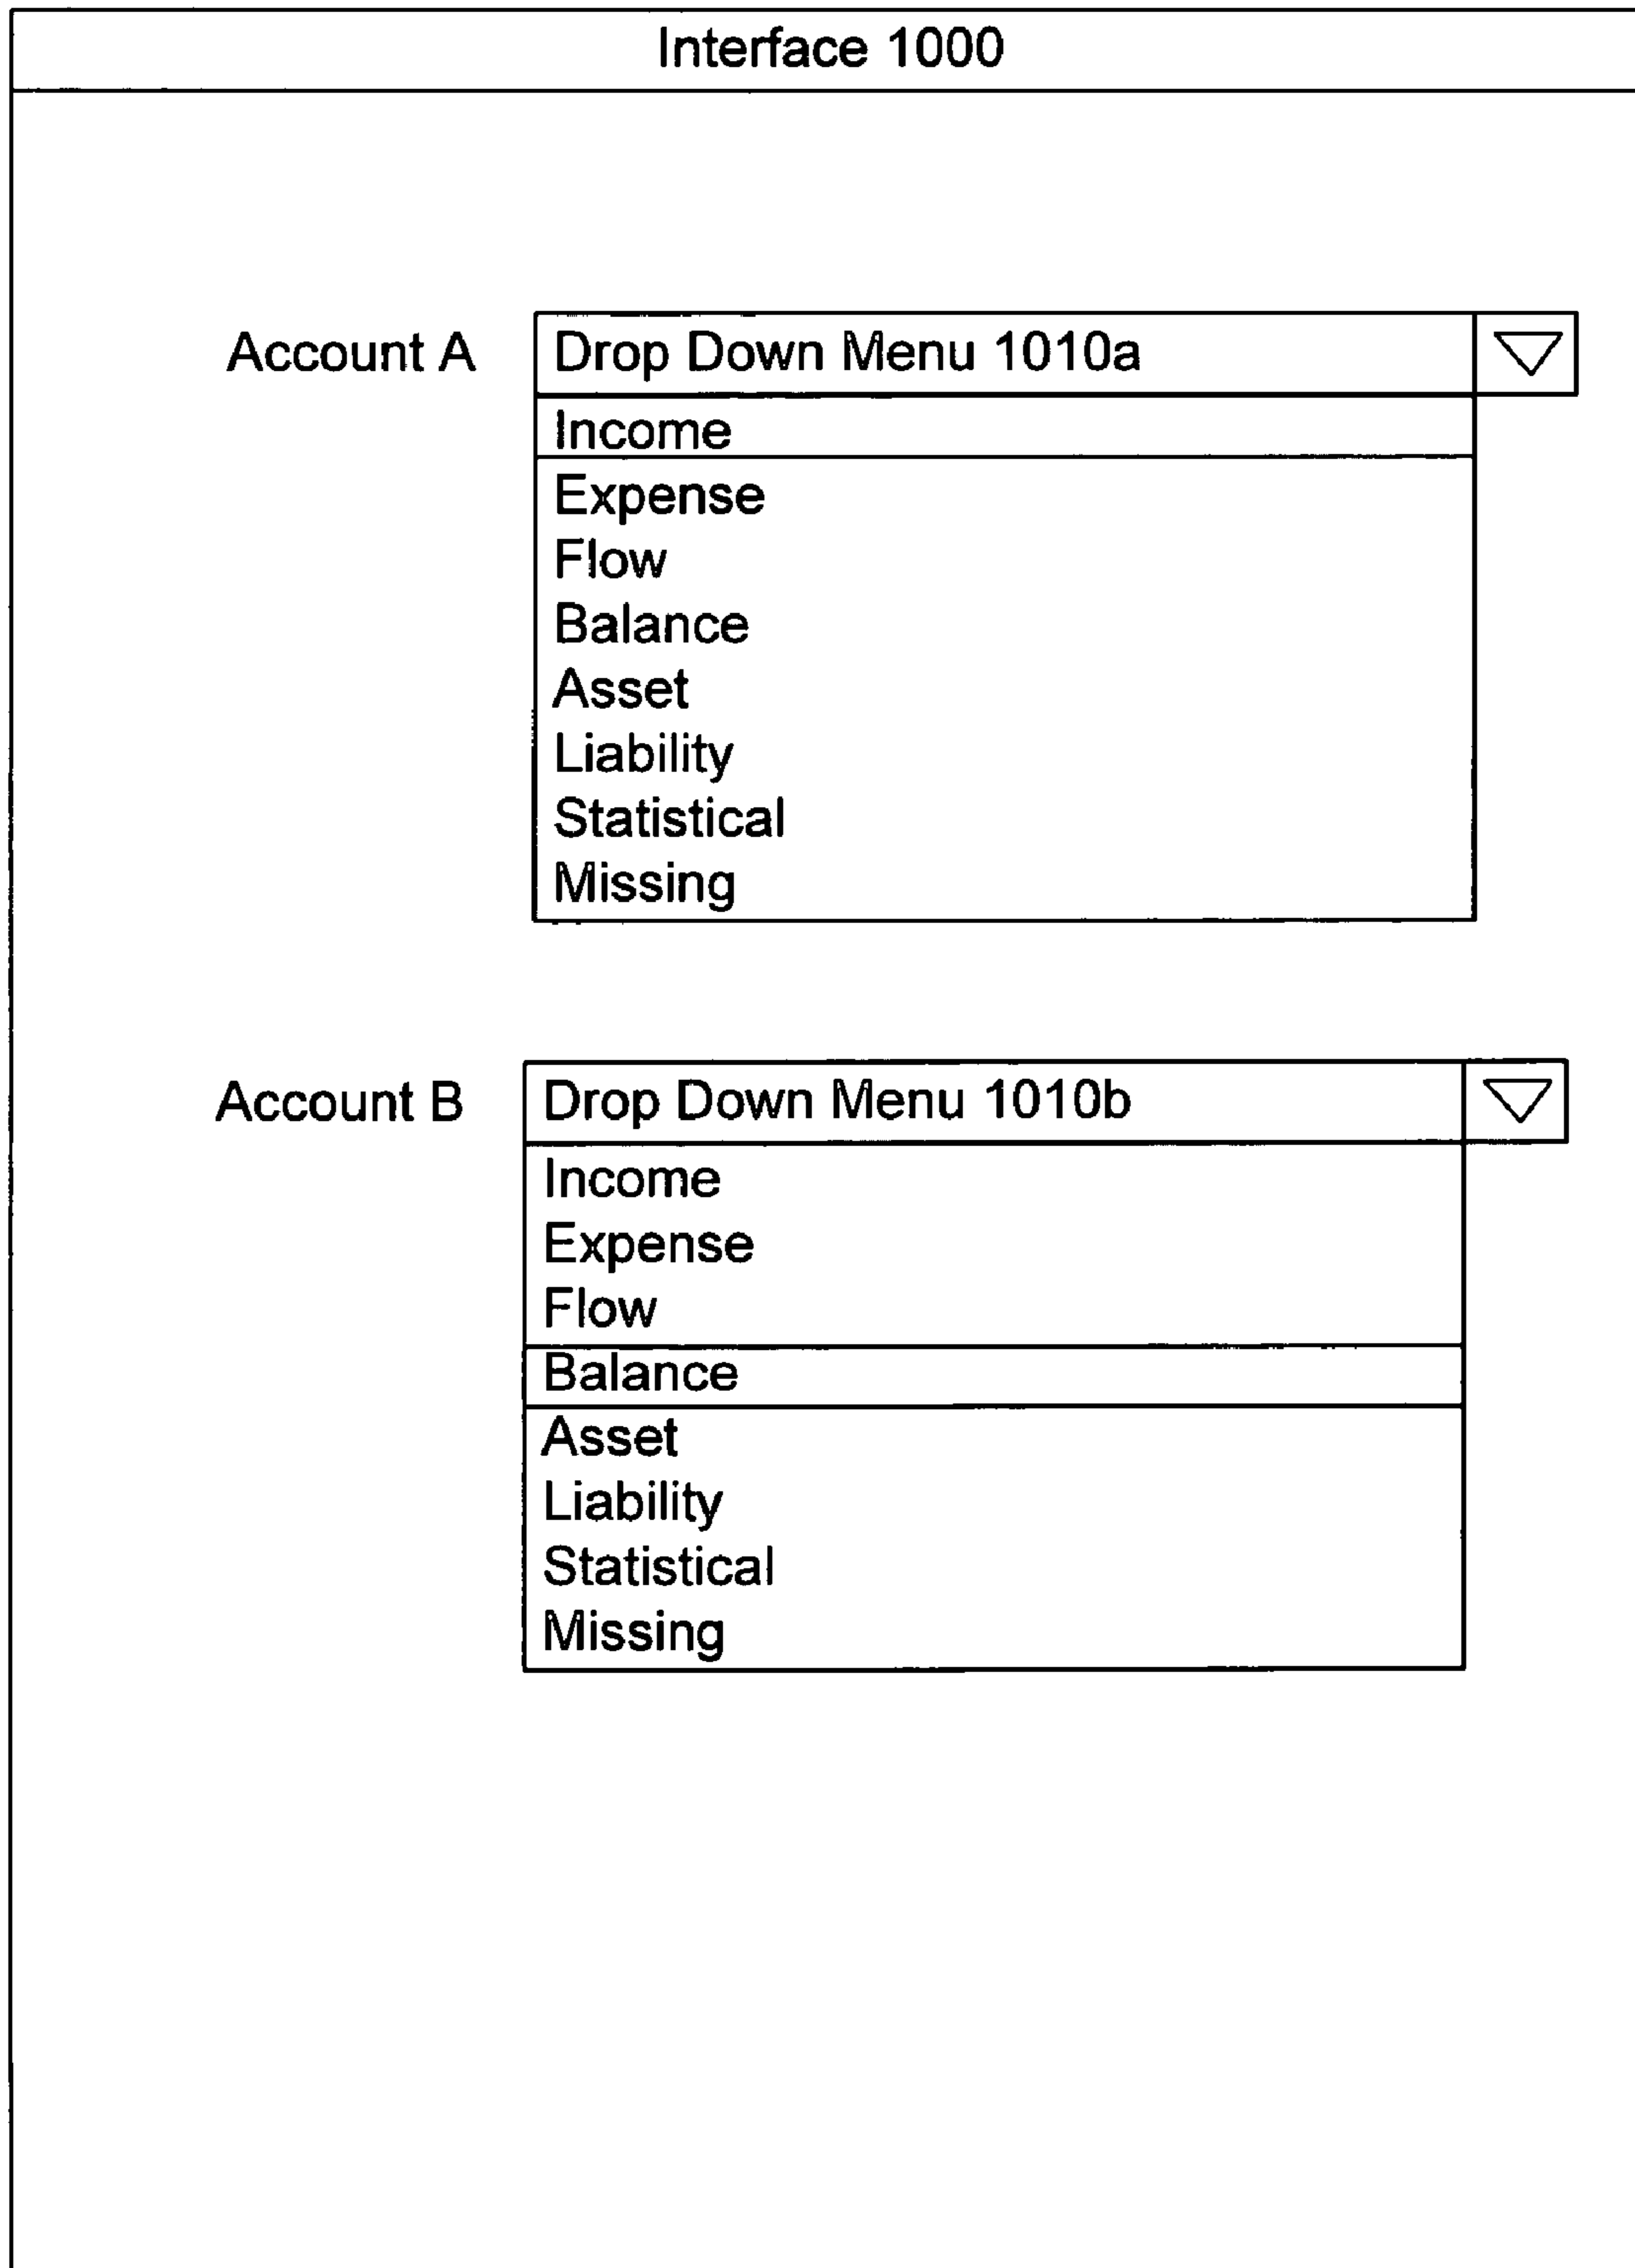 Interface 1000
Account A
Drop Down Menu 1010a
Income
Expense
Flow
Balance
Asset
Liability
Statistical
Missing
Account B
Drop Down Menu 1010b
Income
Expense
Flow
Balance
Asset
Liability
Statistical
Missing